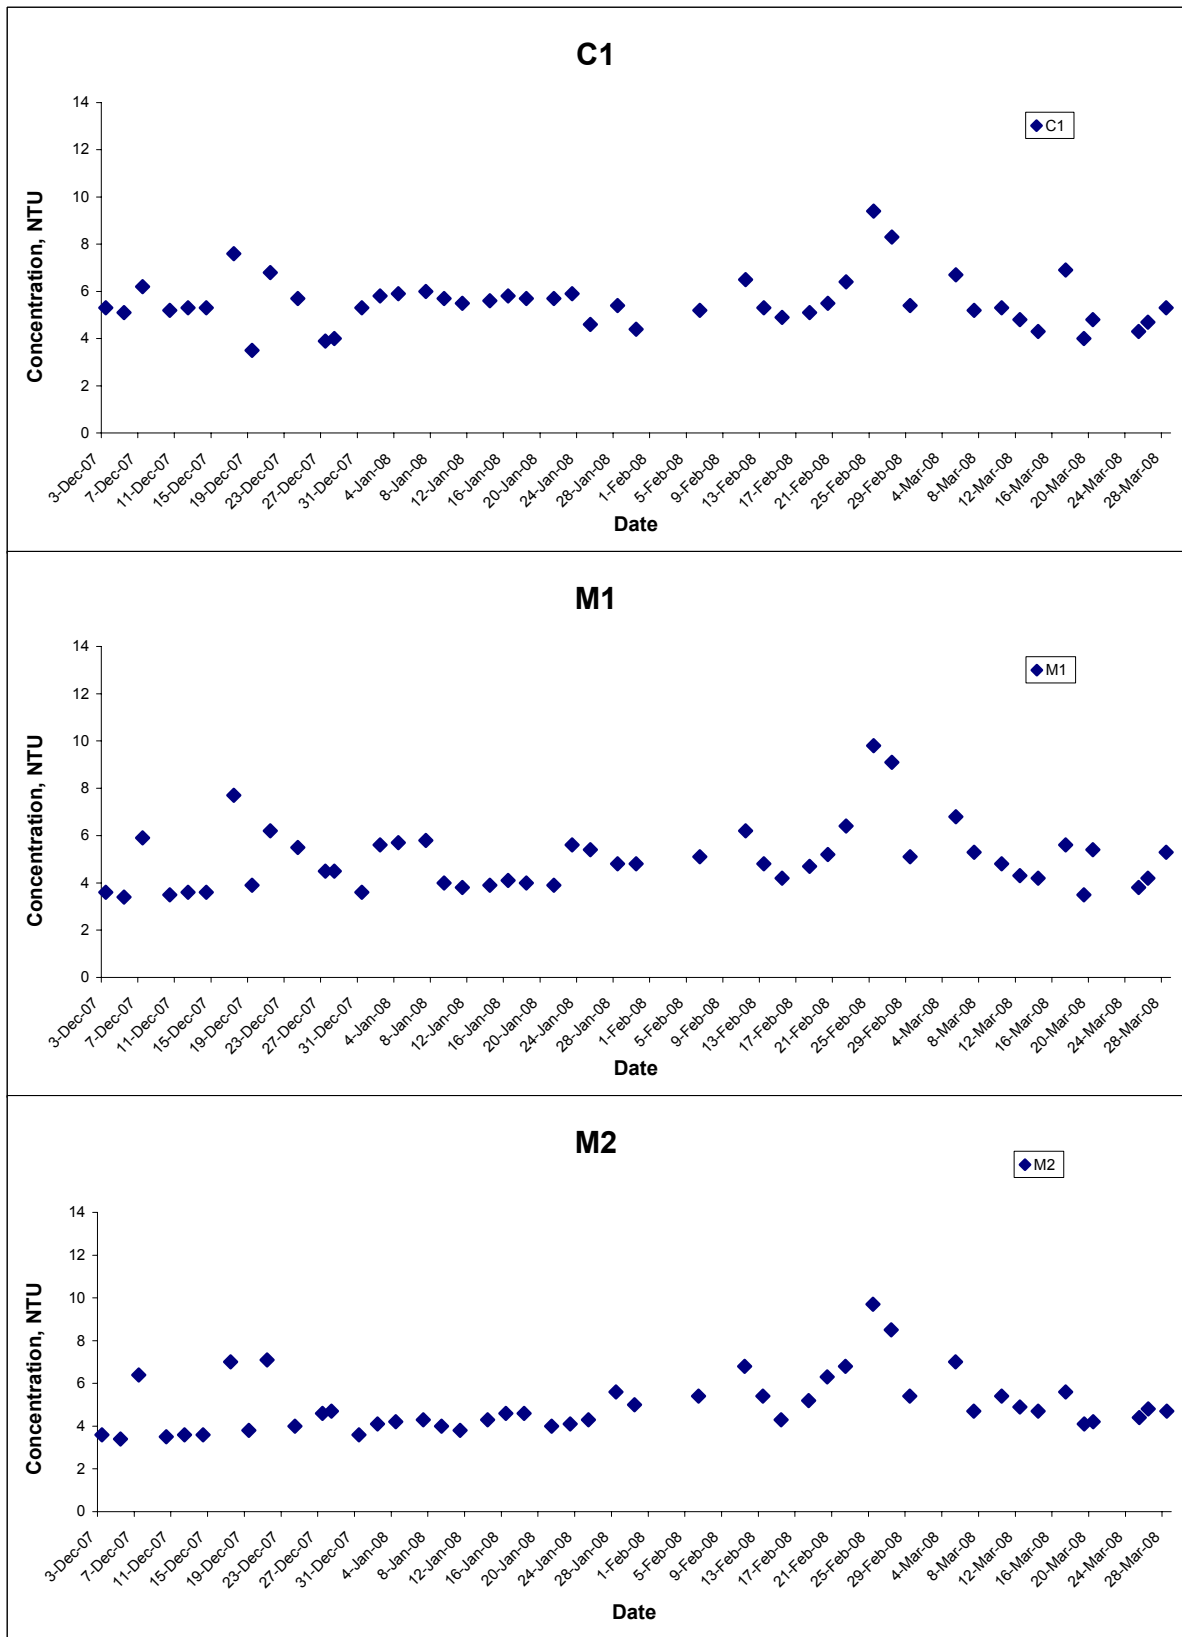 C1
14
C1
12
10
8
6
4
2
0
Concentration, NTU
3-Dec-07
7-Dec-07
11-Dec-07
15-Dec-07
19-Dec-07
23-Dec-07
27-Dec-07
31-Dec-07
4-Jan-08
8-Jan-08
12-Jan-08
16-Jan-08
20-Jan-08
24-Jan-08
28-Jan-08
1-Feb-08
5-Feb-08
9-Feb-08
13-Feb-08
17-Feb-08
21-Feb-08
25-Feb-08
29-Feb-08
4-Mar-08
8-Mar-08
12-Mar-08
16-Mar-08
20-Mar-08
24-Mar-08
28-Mar-08
Date
M1
14
M1
12
10
8
6
4
2
0
Concentration, NTU
3-Dec-07
7-Dec-07
11-Dec-07
15-Dec-07
19-Dec-07
23-Dec-07
27-Dec-07
31-Dec-07
4-Jan-08
8-Jan-08
12-Jan-08
16-Jan-08
20-Jan-08
24-Jan-08
28-Jan-08
1-Feb-08
5-Feb-08
9-Feb-08
13-Feb-08
17-Feb-08
21-Feb-08
25-Feb-08
29-Feb-08
4-Mar-08
8-Mar-08
12-Mar-08
16-Mar-08
20-Mar-08
24-Mar-08
28-Mar-08
Date
M2
M2
14
12
10
8
6
4
2
0
Concentration, NTU
3-Dec-07
7-Dec-07
11-Dec-07
15-Dec-07
19-Dec-07
23-Dec-07
27-Dec-07
31-Dec-07
4-Jan-08
8-Jan-08
12-Jan-08
16-Jan-08
20-Jan-08
24-Jan-08
28-Jan-08
1-Feb-08
5-Feb-08
9-Feb-08
13-Feb-08
17-Feb-08
21-Feb-08
25-Feb-08
29-Feb-08
4-Mar-08
8-Mar-08
12-Mar-08
16-Mar-08
20-Mar-08
24-Mar-08
28-Mar-08
Date